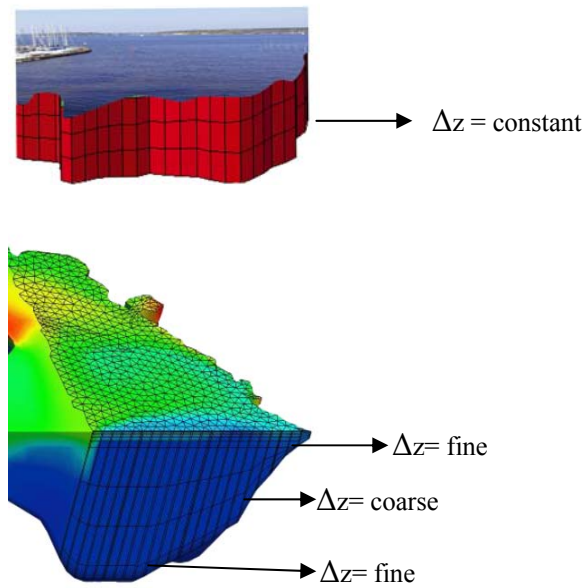 Δz = constant
Δz= fine
Δz= coarse
Δz= fine